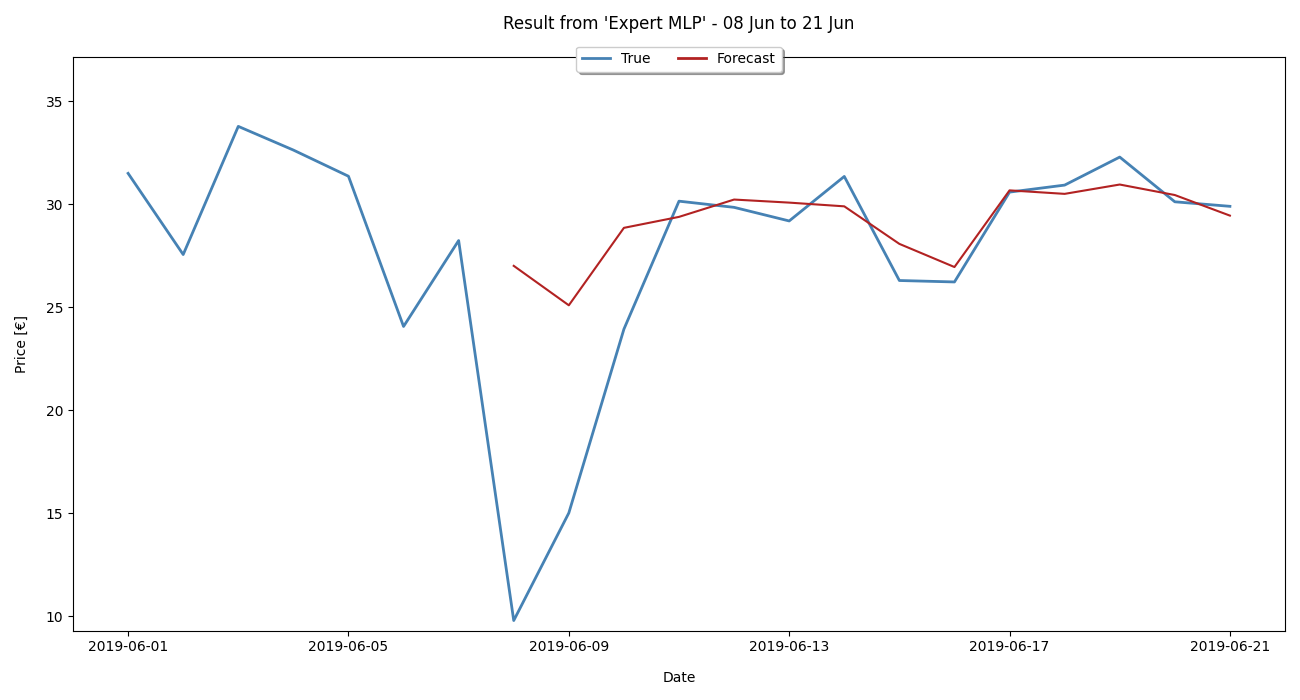 Result from 'Expert MLP' - 08 Jun to 21 Jun
True Forecast
35
30
25
20
15
10
Price [€]
2019-06-01 2019-06-05 2019-06-09 2019-06-13 2019-06-17 2019-06-21
Date